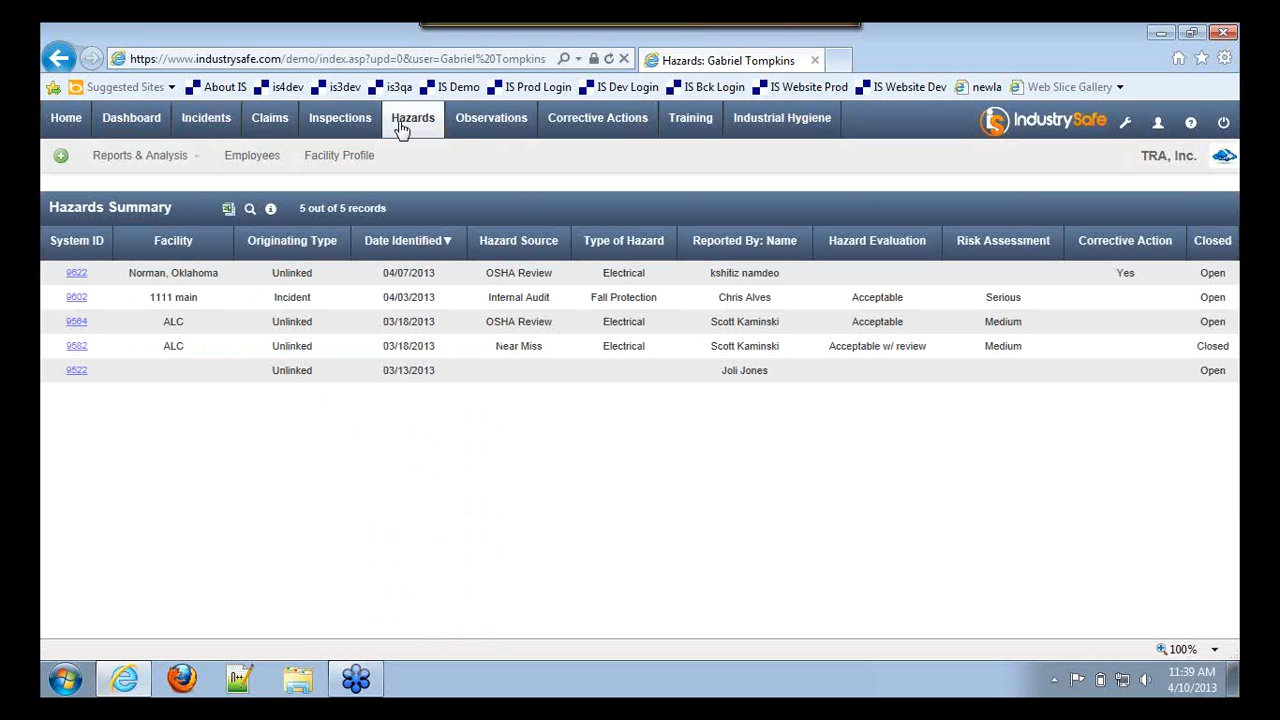 https://www.industrysafe.com/demo/index.asp?upd=0&user=Gabriel%20Tompkins
Hazards: Gabriel Tompkins
Suggested Sites
About IS
is4dev
is3dev
is3qa
IS Demo
IS Prod Login
IS Dev Login
IS Bck Login
IS Website Prod
IS Website Dev
newla
Web Slice Gallery
Home Dashboard Incidents Claims Inspections Hazards Observations Corrective Actions Training Industrial Hygiene IndustrySafe
Reports & Analysis Employees Facility Profile TRA, Inc.
Hazards Summary 5 out of 5 records
System ID Facility Originating Type Date Identified▼ Hazard Source Type of Hazard Reported By: Name Hazard Evaluation Risk Assessment Corrective Action Closed
9622 Norman, Oklahoma Unlinked 04/07/2013 OSHA Review Electrical kshitiz namdeo Yes Open
9602 1111 main Incident 04/03/2013 Internal Audit Fall Protection Chris Alves Acceptable Serious Open
9564 ALC Unlinked 03/18/2013 OSHA Review Electrical Scott Kaminski Acceptable Medium Open
9582 ALC Unlinked 03/18/2013 Near Miss Electrical Scott Kaminski Acceptable w/ review Medium Closed
9522 Unlinked 03/13/2013 Joli Jones Open
100%
11:39 AM
4/10/2013